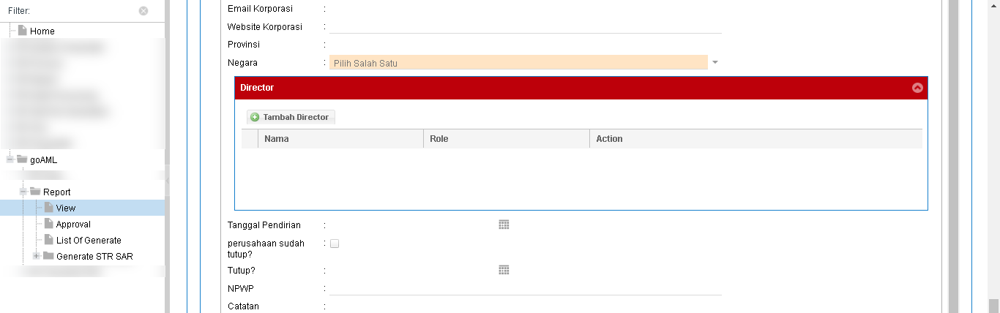 Filter:
Home
goAML
Report
View
Approval
List Of Generate
Generate STR SAR
Email Korporasi :
Website Korporasi :
Provinsi :
Negara : Pilih Salah Satu
Director
Tambah Director
Nama Role Action
Tanggal Pendirian :
perusahaan sudah :
tutup?
Tutup? :
NPWP :
Catatan :